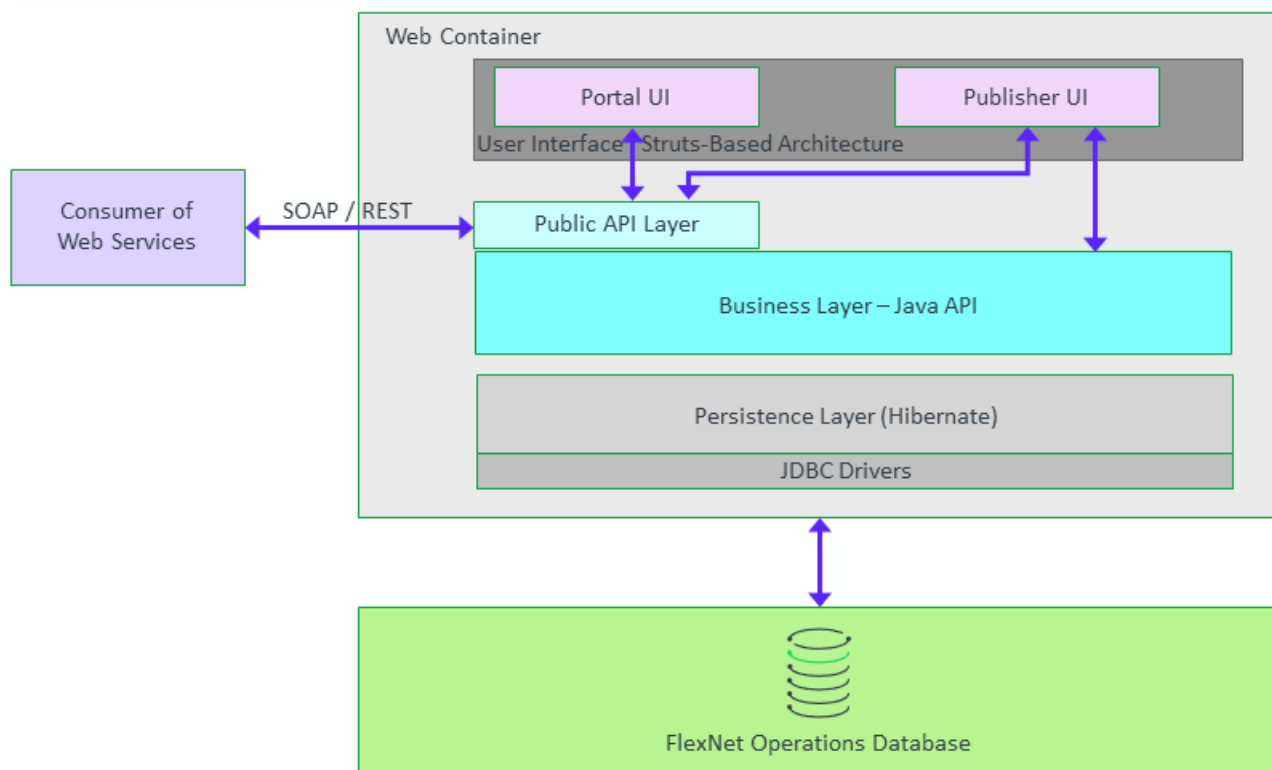 Web Container
Portal UI
Publisher UI
User Interface Struts-Based Architecture
Consumer of
Web Services
SOAP / REST
Public API Layer
Business Layer – Java API
Persistence Layer (Hibernate)
JDBC Drivers
FlexNet Operations Database